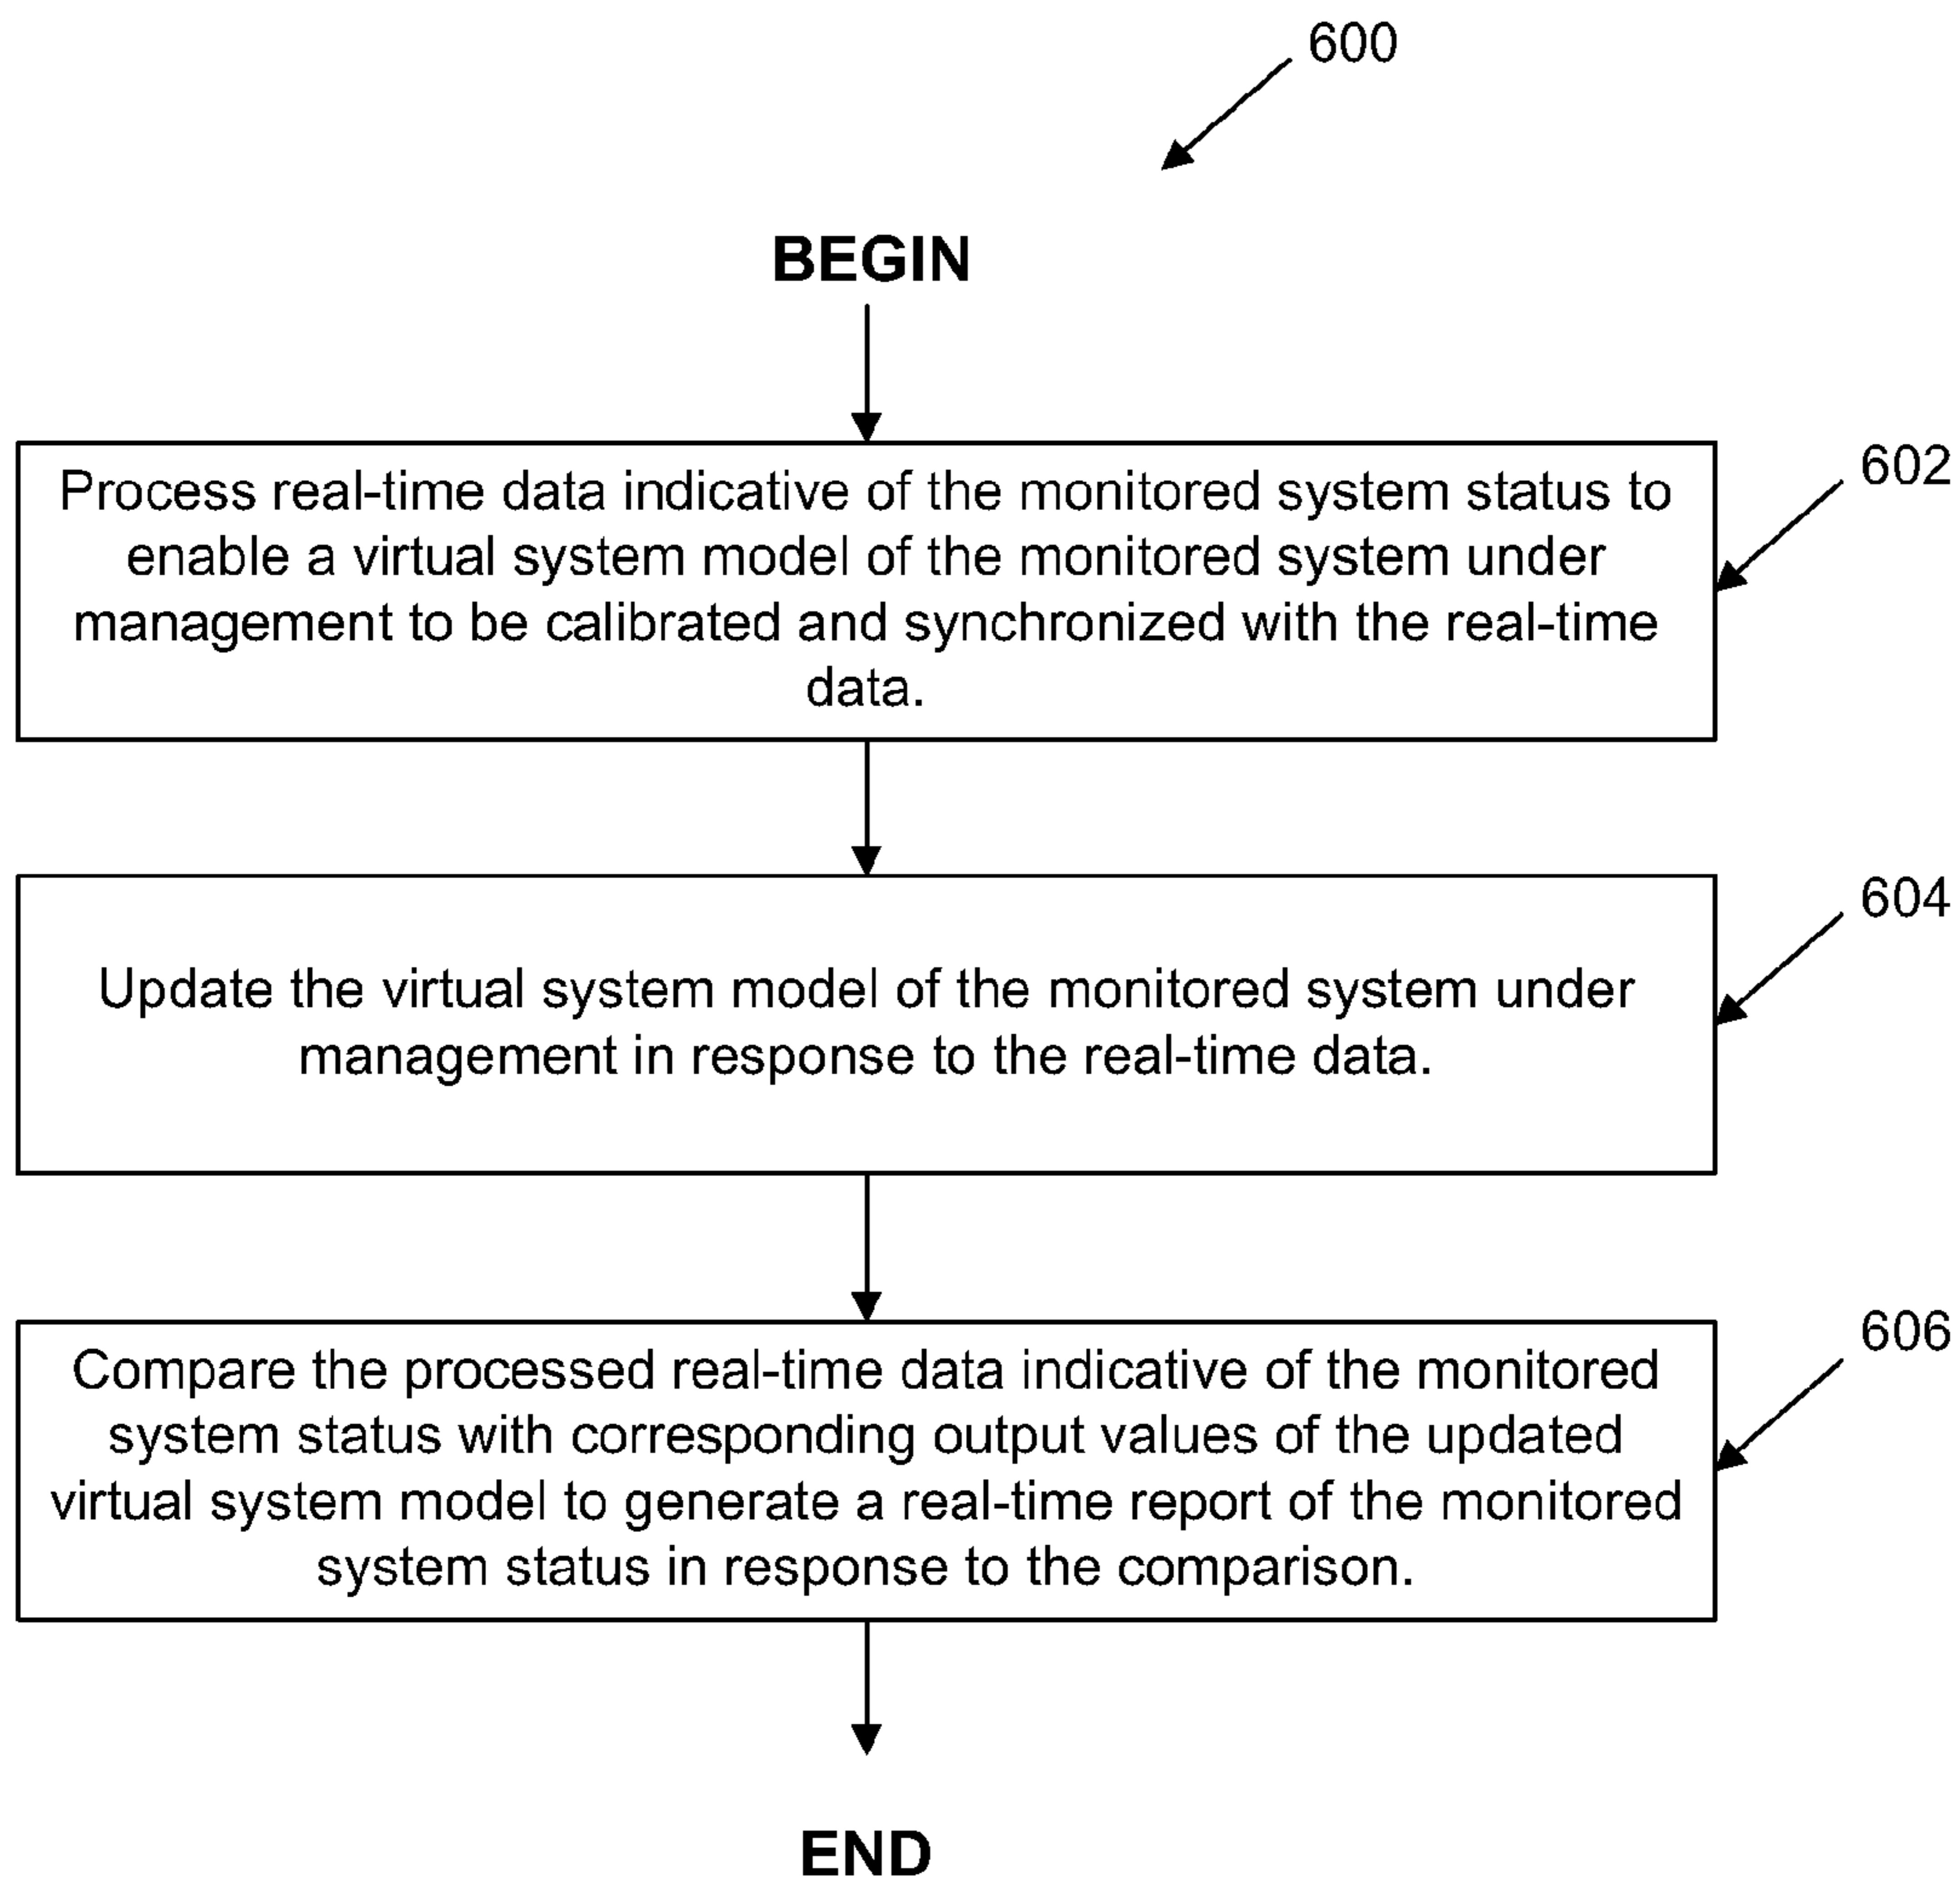 600
BEGIN
602
Process real-time data indicative of the monitored system status to
enable a virtual system model of the monitored system under
management to be calibrated and synchronized with the real-time
data.
604
Update the virtual system model of the monitored system under
management in response to the real-time data.
606
Compare the processed real-time data indicative of the monitored
system status with corresponding output values of the updated
virtual system model to generate a real-time report of the monitored
system status in response to the comparison.
END